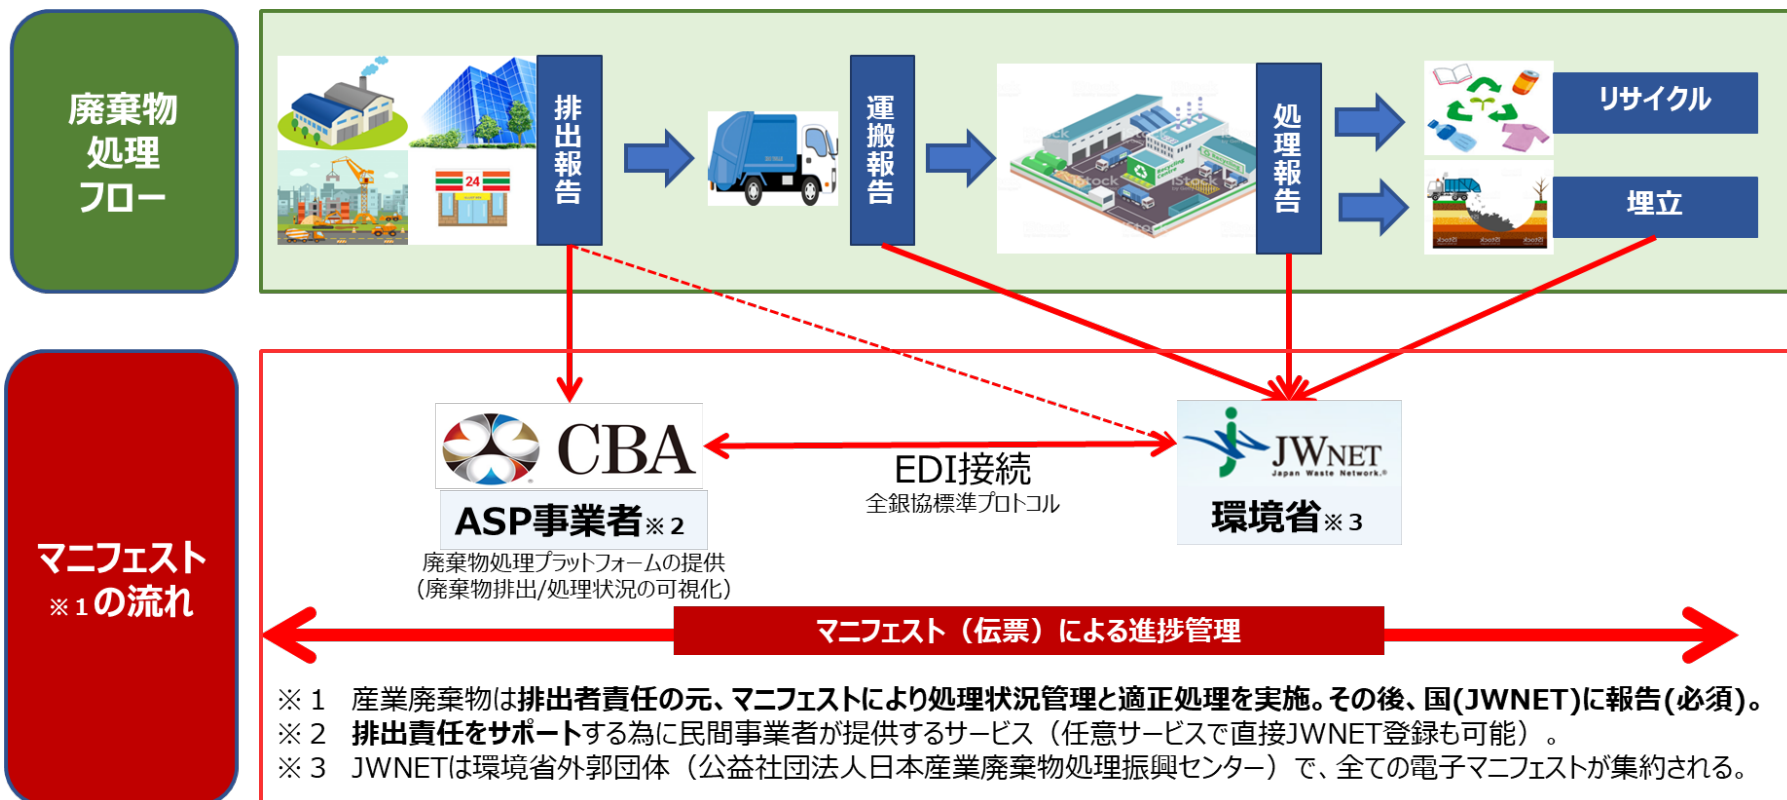 廃棄物
処理
フロー
排出報告
運搬報告
処理報告
リサイクル
埋立
24
iStock
iStock
iStock
Recycling Centre
マニフェスト
※1の流れ
CBA
ASP事業者※2
廃棄物処理プラットフォームの提供
(廃棄物排出/処理状況の可視化)
EDI接続
全銀協標準プロトコル
JWNET
Japan Waste Network.®
環境省※3
マニフェスト（伝票）による進捗管理
※1 産業廃棄物は排出者責任の元、マニフェストにより処理状況管理と適正処理を実施。その後、国(JWNET)に報告(必須)。
※2 排出責任をサポートする為に民間事業者が提供するサービス（任意サービスで直接JWNET登録も可能）。
※3 JWNETは環境省外郭団体（公益社団法人日本産業廃棄物処理振興センター）で、全ての電子マニフェストが集約される。